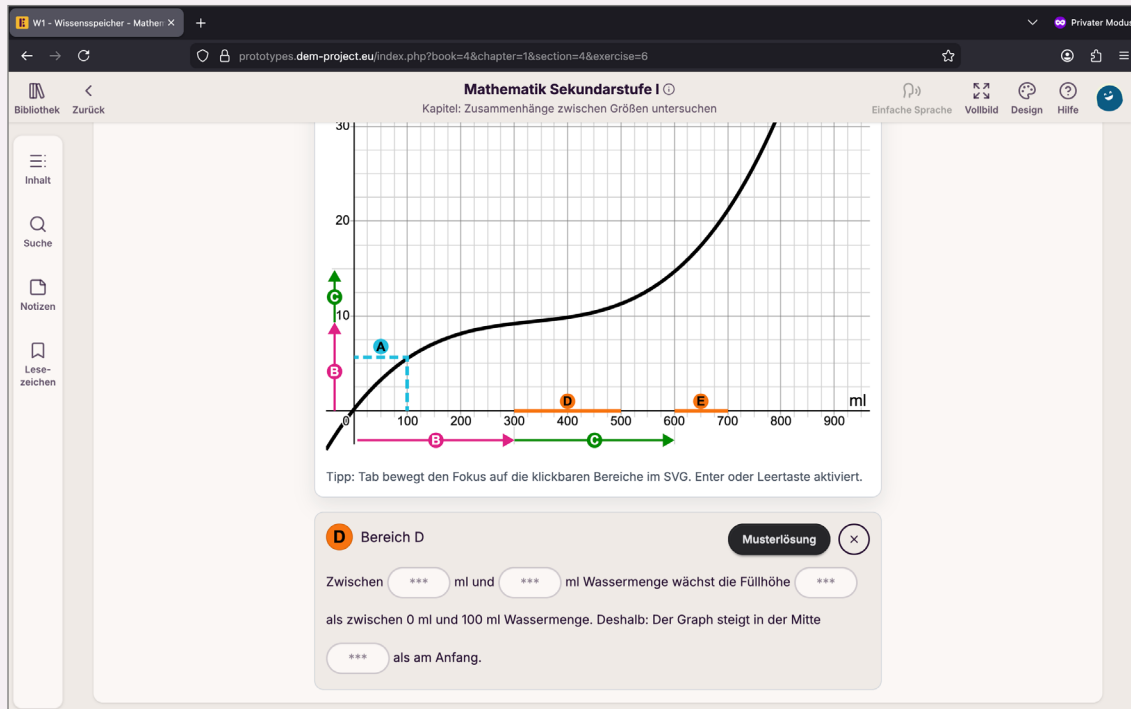 W1 - Wissensspeicher - Mathem
Privater Modus
prototypes.dem-project.eu/index.php?book=4&chapter=1&section=4&exercise=6
Bibliothek
Zurück
Mathematik Sekundarstufe I
Kapitel: Zusammenhänge zwischen Größen untersuchen
Einfache Sprache
Vollbild
Design
Hilfe
Inhalt
Suche
Notizen
Lese-
zeichen
30
20
C
10
A
B
D
E
ml
0 100 200 300 400 500 600 700 800 900
B
C
Tipp: Tab bewegt den Fokus auf die klickbaren Bereiche im SVG. Enter oder Leertaste aktiviert.
D Bereich D
Musterlösung
Zwischen *** ml und *** ml Wassermenge wächst die Füllhöhe ***
als zwischen 0 ml und 100 ml Wassermenge. Deshalb: Der Graph steigt in der Mitte
*** als am Anfang.